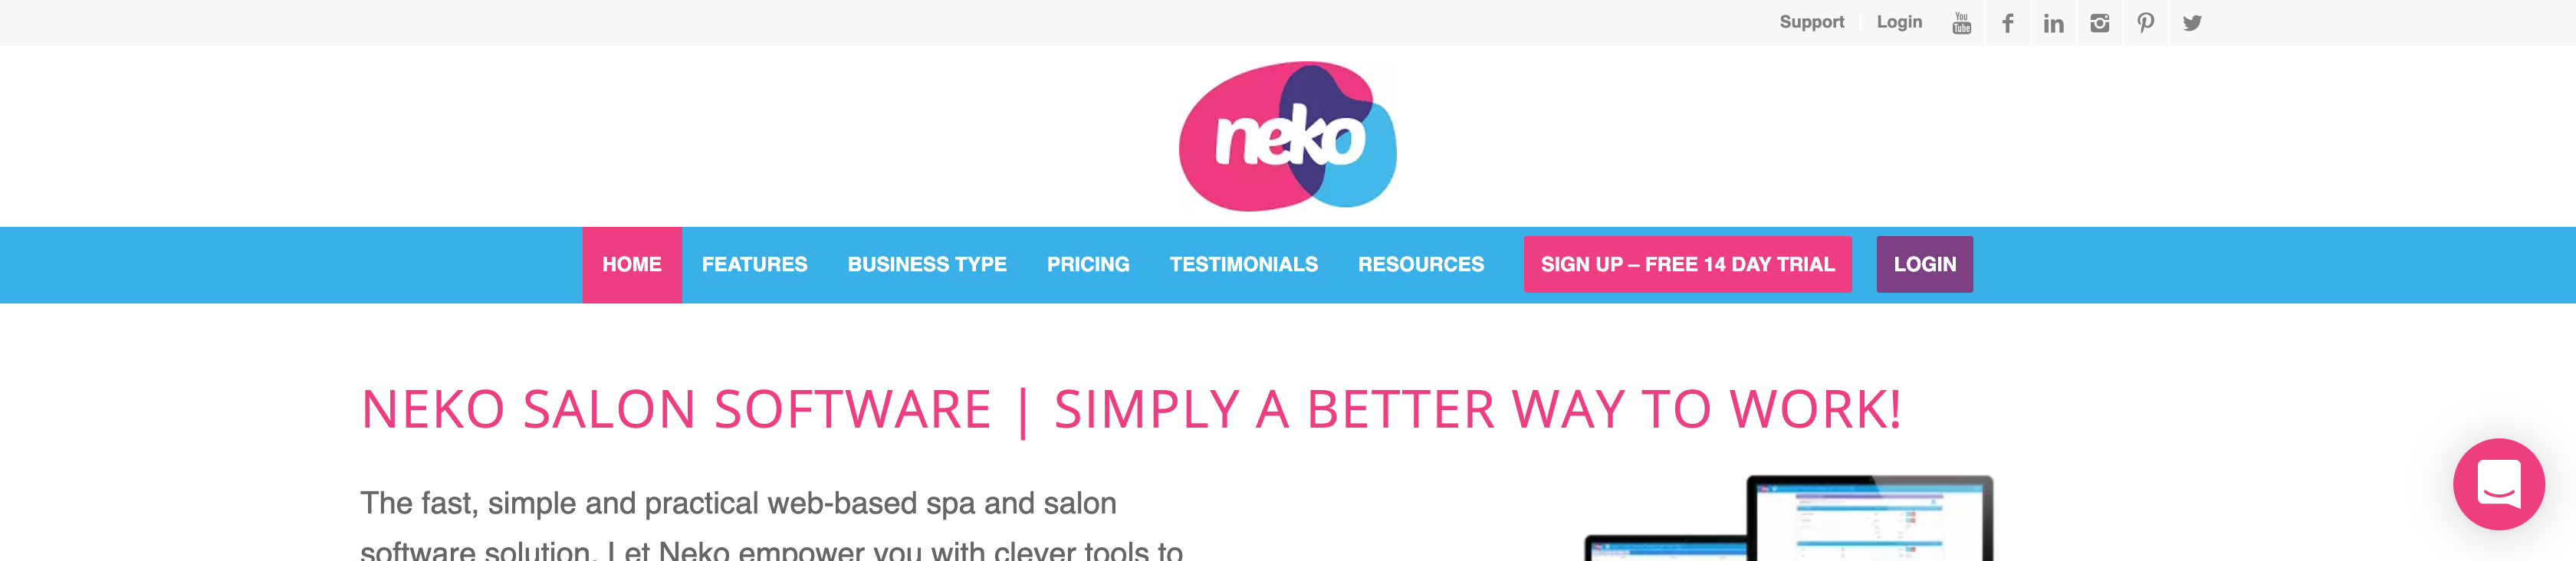 Support Login You Tube
neko
HOME FEATURES BUSINESS TYPE PRICING TESTIMONIALS RESOURCES SIGN UP – FREE 14 DAY TRIAL LOGIN
NEKO SALON SOFTWARE | SIMPLY A BETTER WAY TO WORK!
The fast, simple and practical web-based spa and salon
software solution. Let Neko empower you with clever tools to